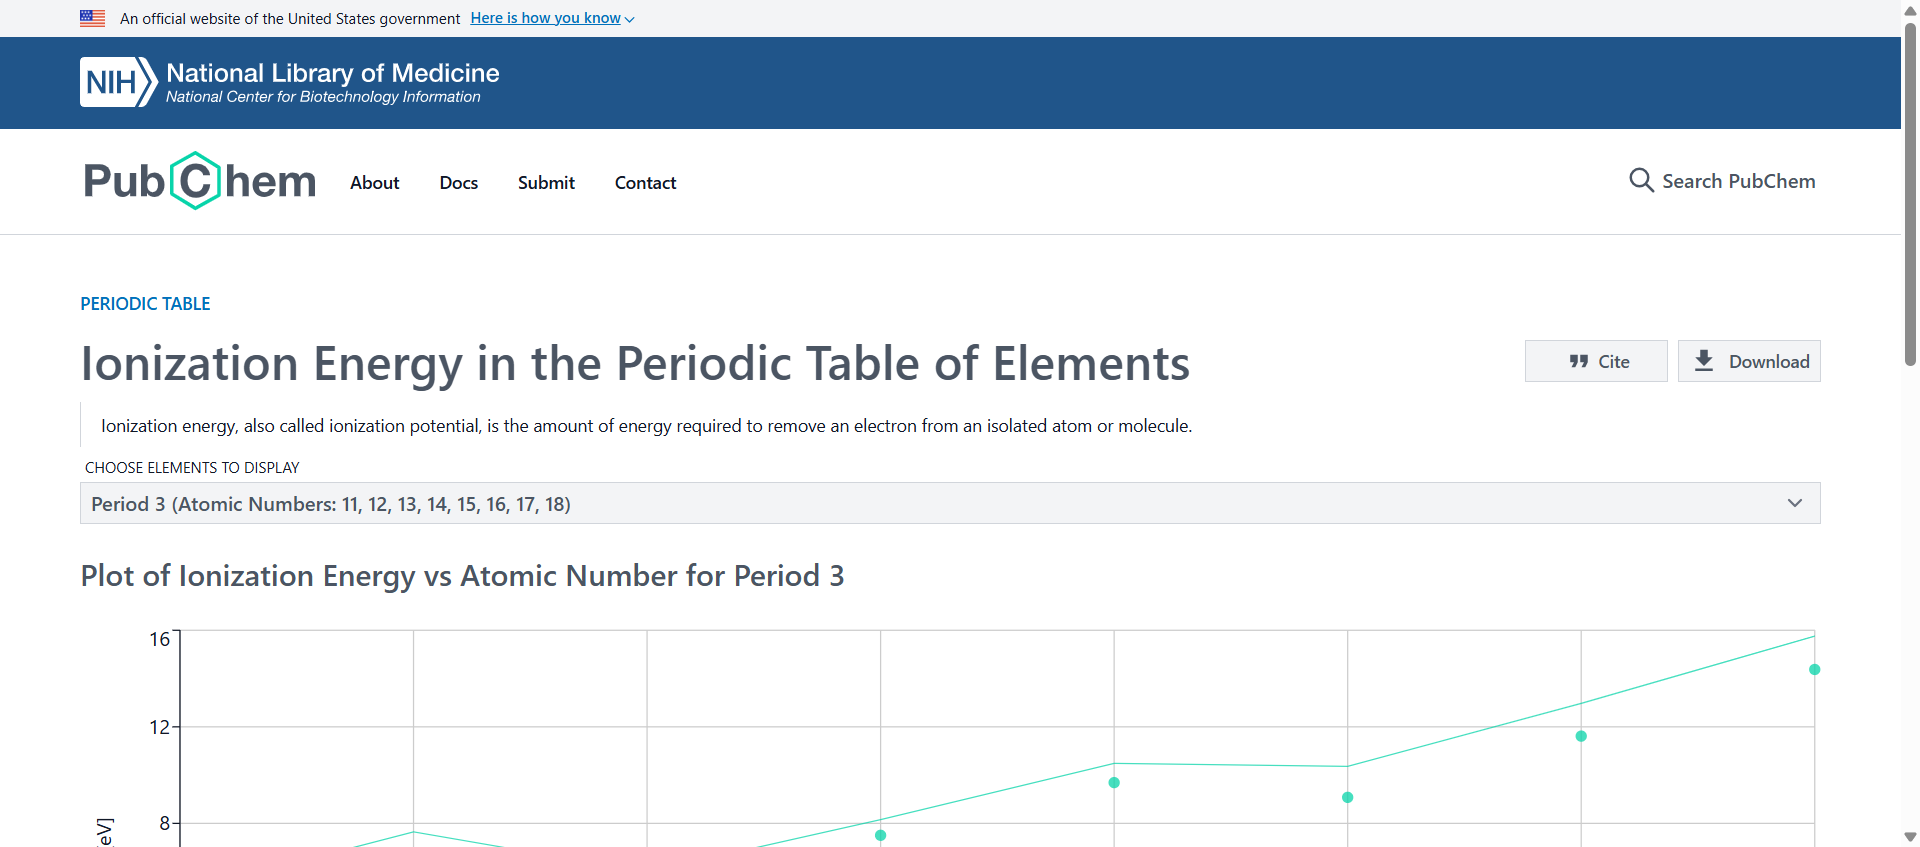 An official website of the United States government Here is how you know
NIH National Library of Medicine
National Center for Biotechnology Information
PubChem About Docs Submit Contact Search PubChem
PERIODIC TABLE
Ionization Energy in the Periodic Table of Elements
Cite Download
Ionization energy, also called ionization potential, is the amount of energy required to remove an electron from an isolated atom or molecule.
CHOOSE ELEMENTS TO DISPLAY
Period 3 (Atomic Numbers: 11, 12, 13, 14, 15, 16, 17, 18)
Plot of Ionization Energy vs Atomic Number for Period 3
16
12
8
eV]